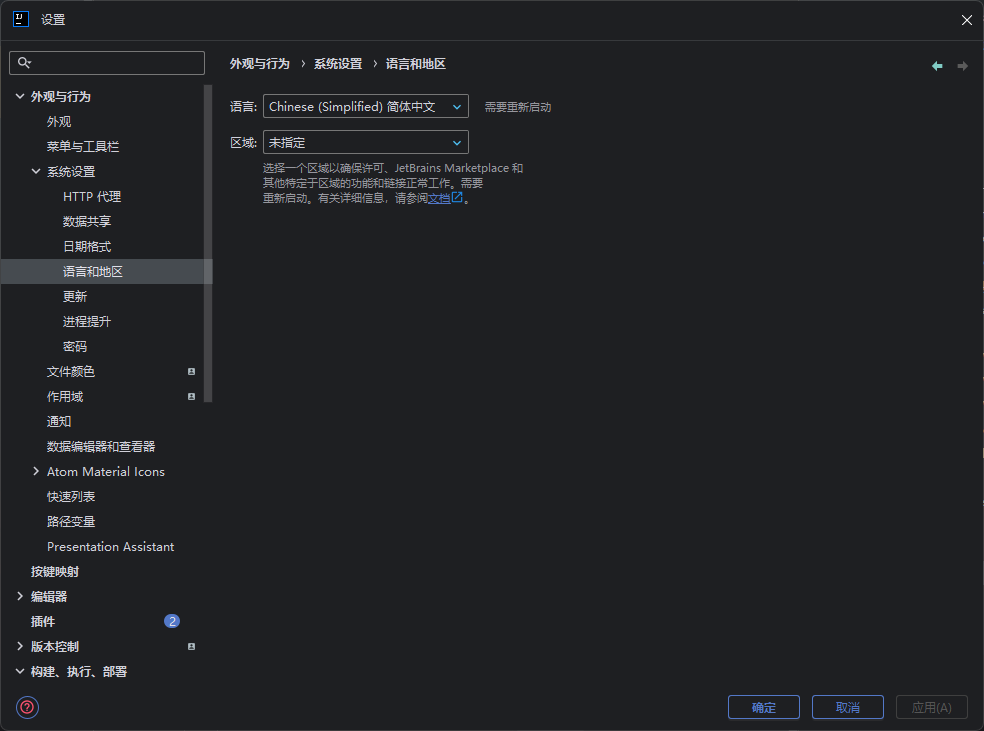 设置
外观与行为 › 系统设置 › 语言和地区
外观与行为
外观
菜单与工具栏
系统设置
HTTP 代理
数据共享
日期格式
语言和地区
更新
进程提升
密码
文件颜色
作用域
通知
数据编辑器和查看器
Atom Material Icons
快速列表
路径变量
Presentation Assistant
按键映射
编辑器
插件 2
版本控制
构建、执行、部署
语言: Chinese (Simplified) 简体中文 需要重新启动
区域: 未指定
选择一个区域以确保许可、JetBrains Marketplace 和
其他特定于区域的功能和链接正常工作。需要
重新启动。有关详细信息，请参阅文档。
确定 取消 应用(A)